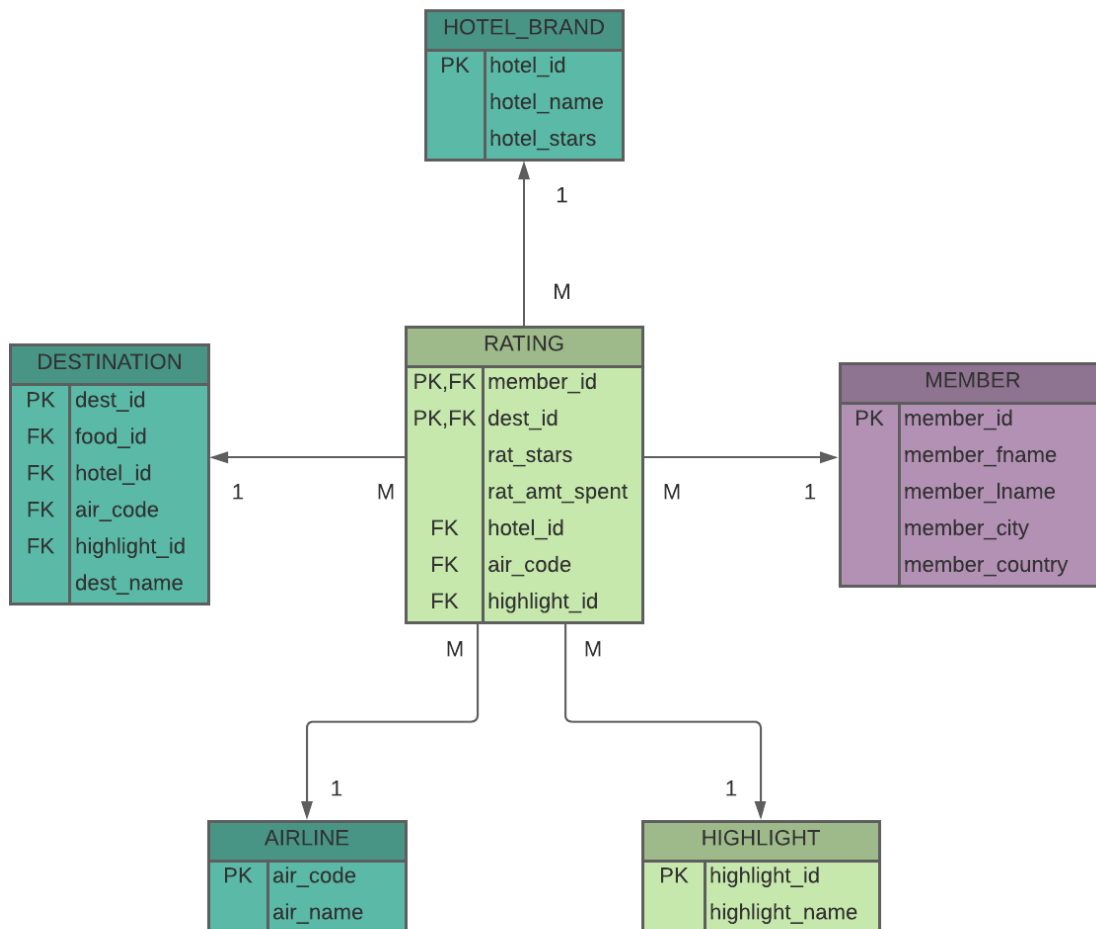 HOTEL_BRAND
PK hotel_id
hotel_name
hotel_stars
1
M
DESTINATION
PK dest_id
FK food_id
FK hotel_id
FK air_code
FK highlight_id
dest_name
1
M
RATING
PK,FK member_id
PK,FK dest_id
rat_stars
rat_amt_spent
FK hotel_id
FK air_code
FK highlight_id
M
1
MEMBER
PK member_id
member_fname
member_lname
member_city
member_country
M
M
1
1
AIRLINE
PK air_code
air_name
HIGHLIGHT
PK highlight_id
highlight_name